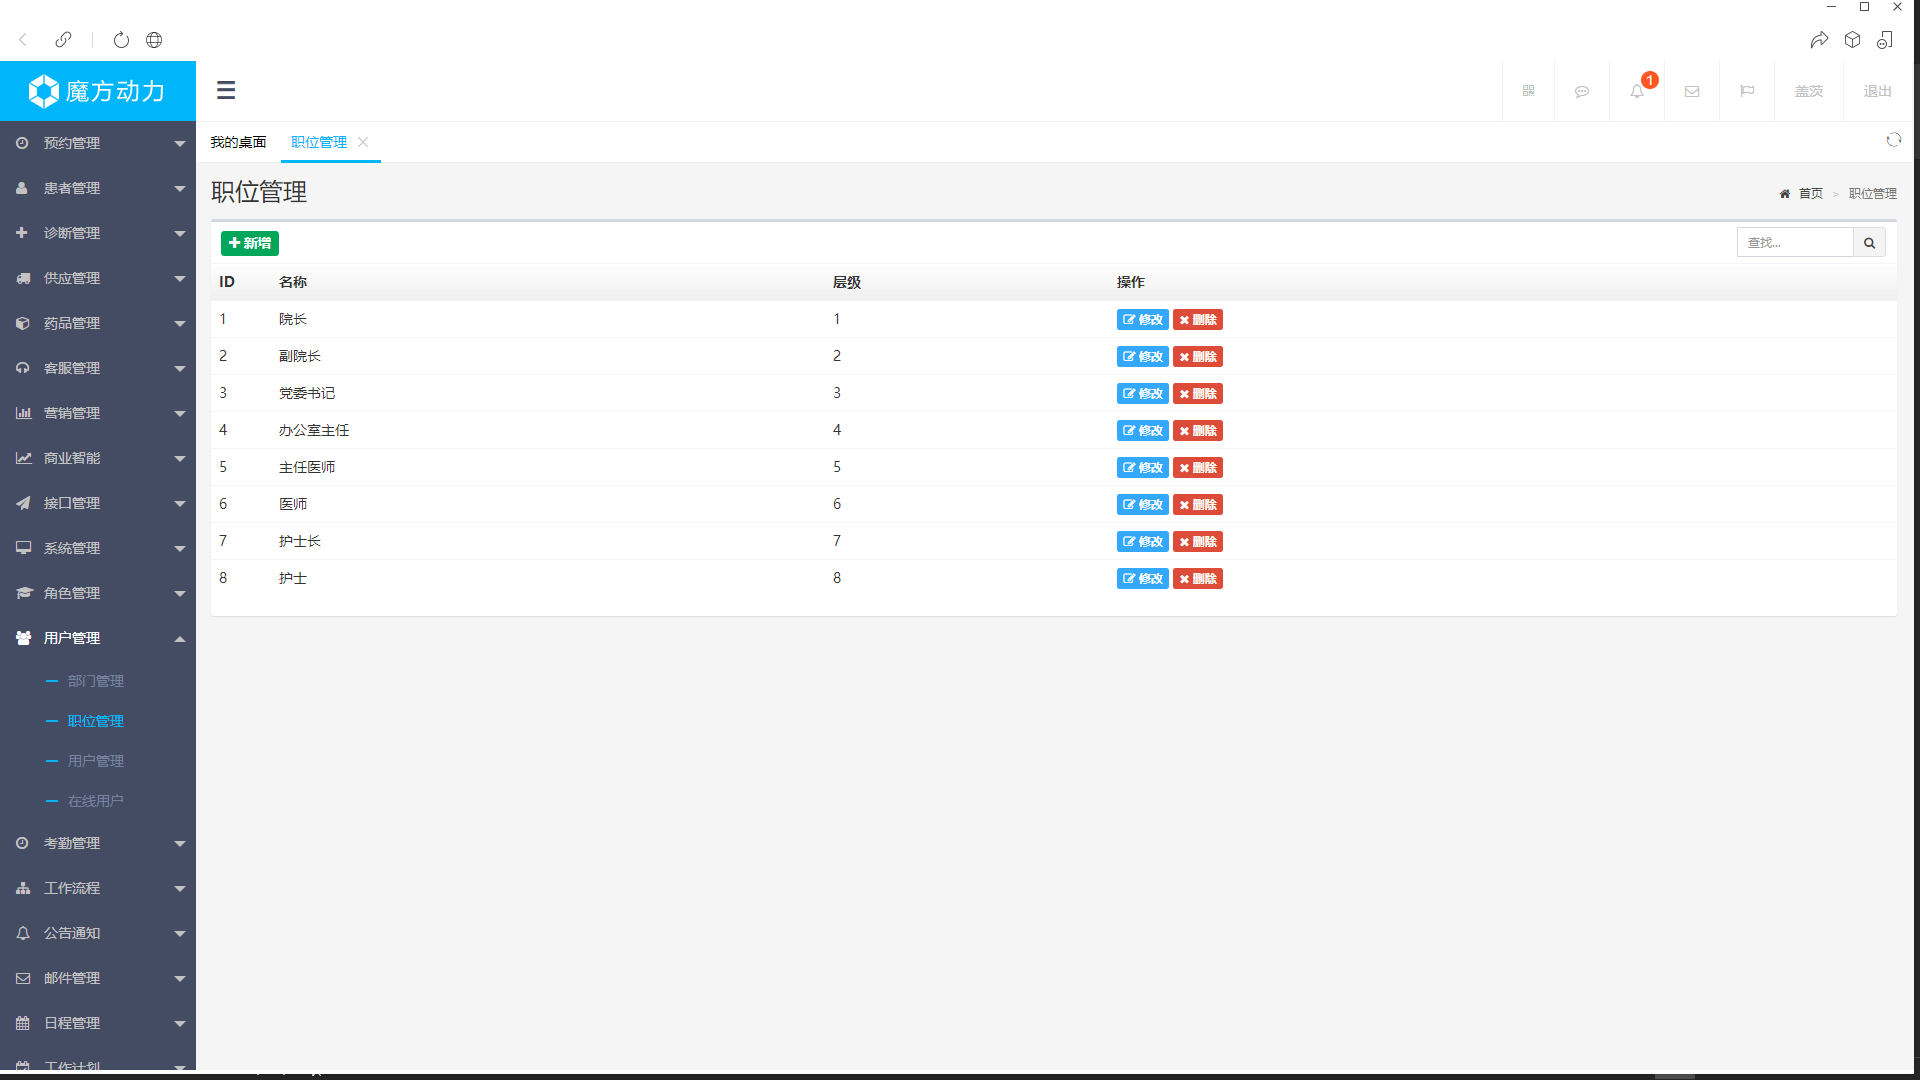 魔方动力
1
盖茨
退出
我的桌面
职位管理
职位管理
首页 > 职位管理
新增
查找...
ID 名称 层级 操作
1 院长 1 修改 删除
2 副院长 2 修改 删除
3 党委书记 3 修改 删除
4 办公室主任 4 修改 删除
5 主任医师 5 修改 删除
6 医师 6 修改 删除
7 护士长 7 修改 删除
8 护士 8 修改 删除
预约管理
患者管理
诊断管理
供应管理
药品管理
客服管理
营销管理
商业智能
接口管理
系统管理
角色管理
用户管理
部门管理
职位管理
用户管理
在线用户
考勤管理
工作流程
公告通知
邮件管理
日程管理
工作计划